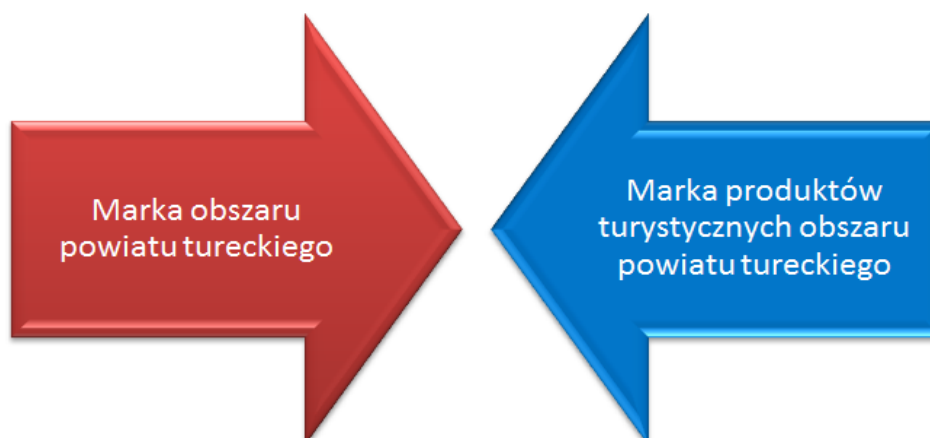 Marka obszaru
powiatu tureckiego
Marka produktów
turystycznych obszaru
powiatu tureckiego